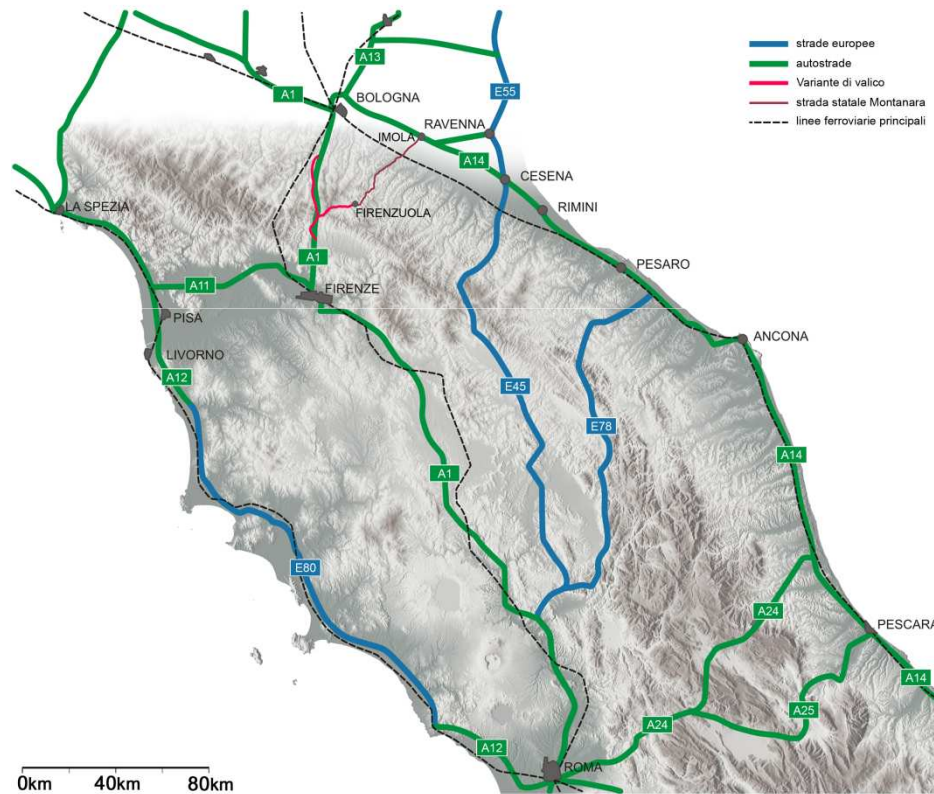 strade europee
autostrade
Variante di valico
strada statale Montanara
linee ferroviarie principali
A13
A1
E55
BOLOGNA
RAVENNA
IMOLA
A14
CESENA
LA SPEZIA
FIRENZUOLA
RIMINI
A1
PESARO
A11
FIRENZE
PISA
ANCONA
LIVORNO
A12
E45
E78
A14
A1
E80
A24
PESCARA
A14
A25
A24
A12
ROMA
0km 40km 80km